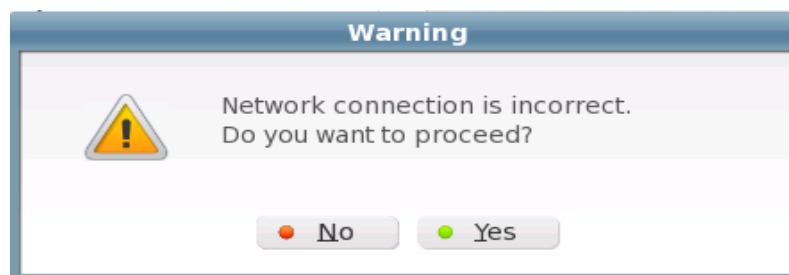 Warning
Network connection is incorrect.
Do you want to proceed?
No Yes